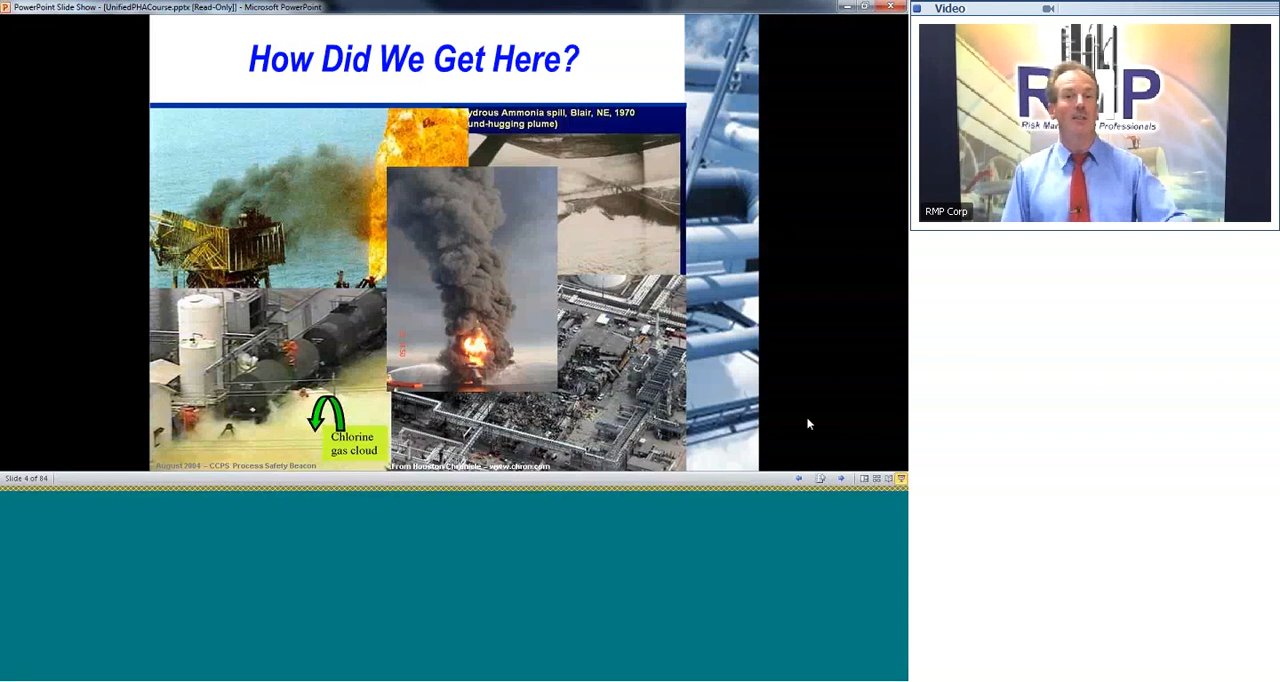 PowerPoint Slide Show - [UnifiedPHACourse.pptx [Read-Only]] - Microsoft PowerPoint
How Did We Get Here?
ydrous Ammonia spill, Blair, NE, 1970
und-hugging plume)
Chlorine
gas cloud
August 2004 – CCPS Process Safety Beacon
From Houston Chronicle – www.chron.com
Slide 4 of 84
Video
RMP
Risk Man Professionals
RMP Corp